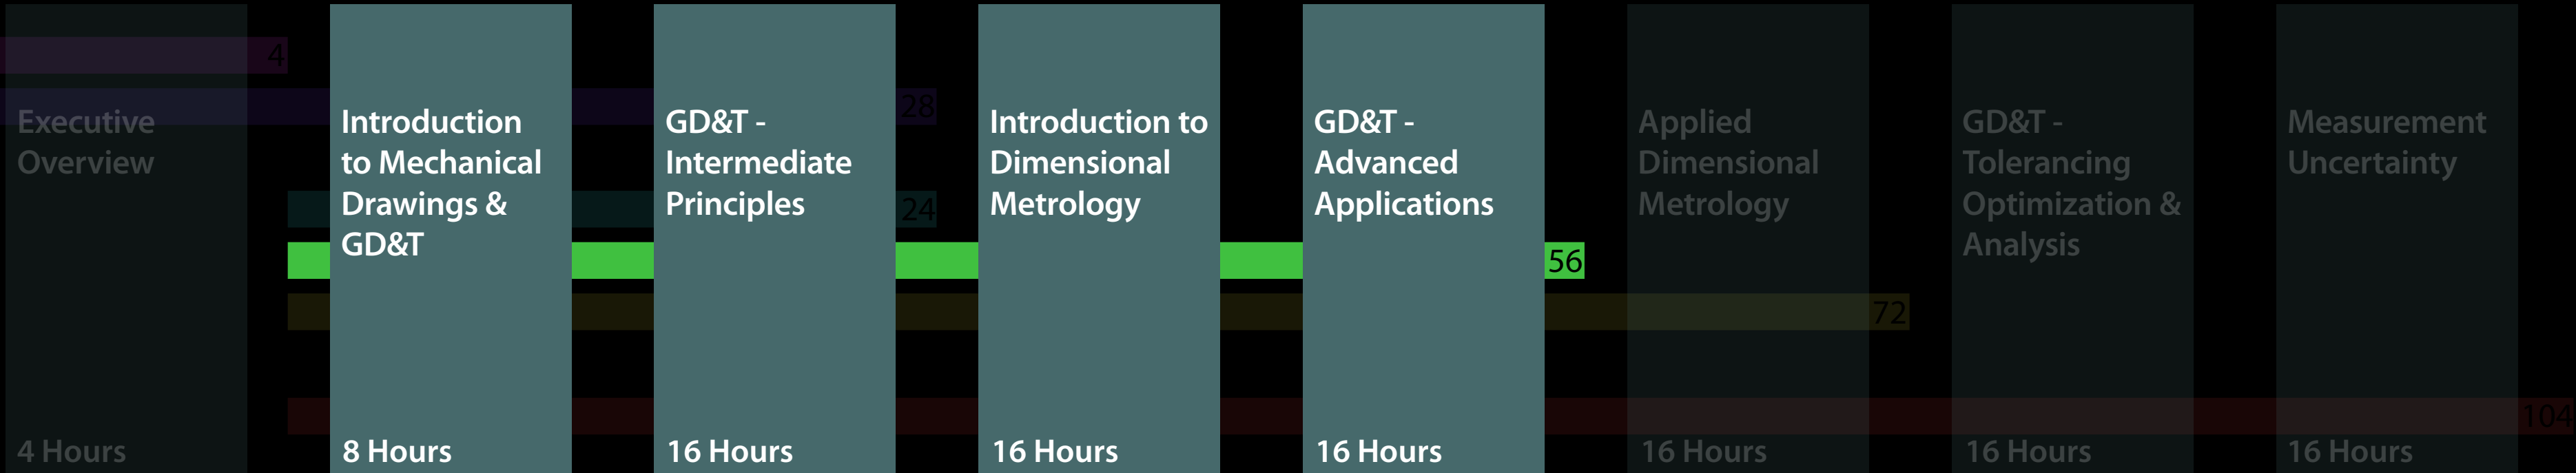 Executive
Overview
4 Hours
4
Introduction
to Mechanical
Drawings &
GD&T
8 Hours
GD&T -
Intermediate
Principles
16 Hours
28
24
Introduction to
Dimensional
Metrology
16 Hours
GD&T -
Advanced
Applications
16 Hours
56
Applied
Dimensional
Metrology
16 Hours
72
GD&T -
Tolerancing
Optimization &
Analysis
16 Hours
Measurement
Uncertainty
16 Hours
104